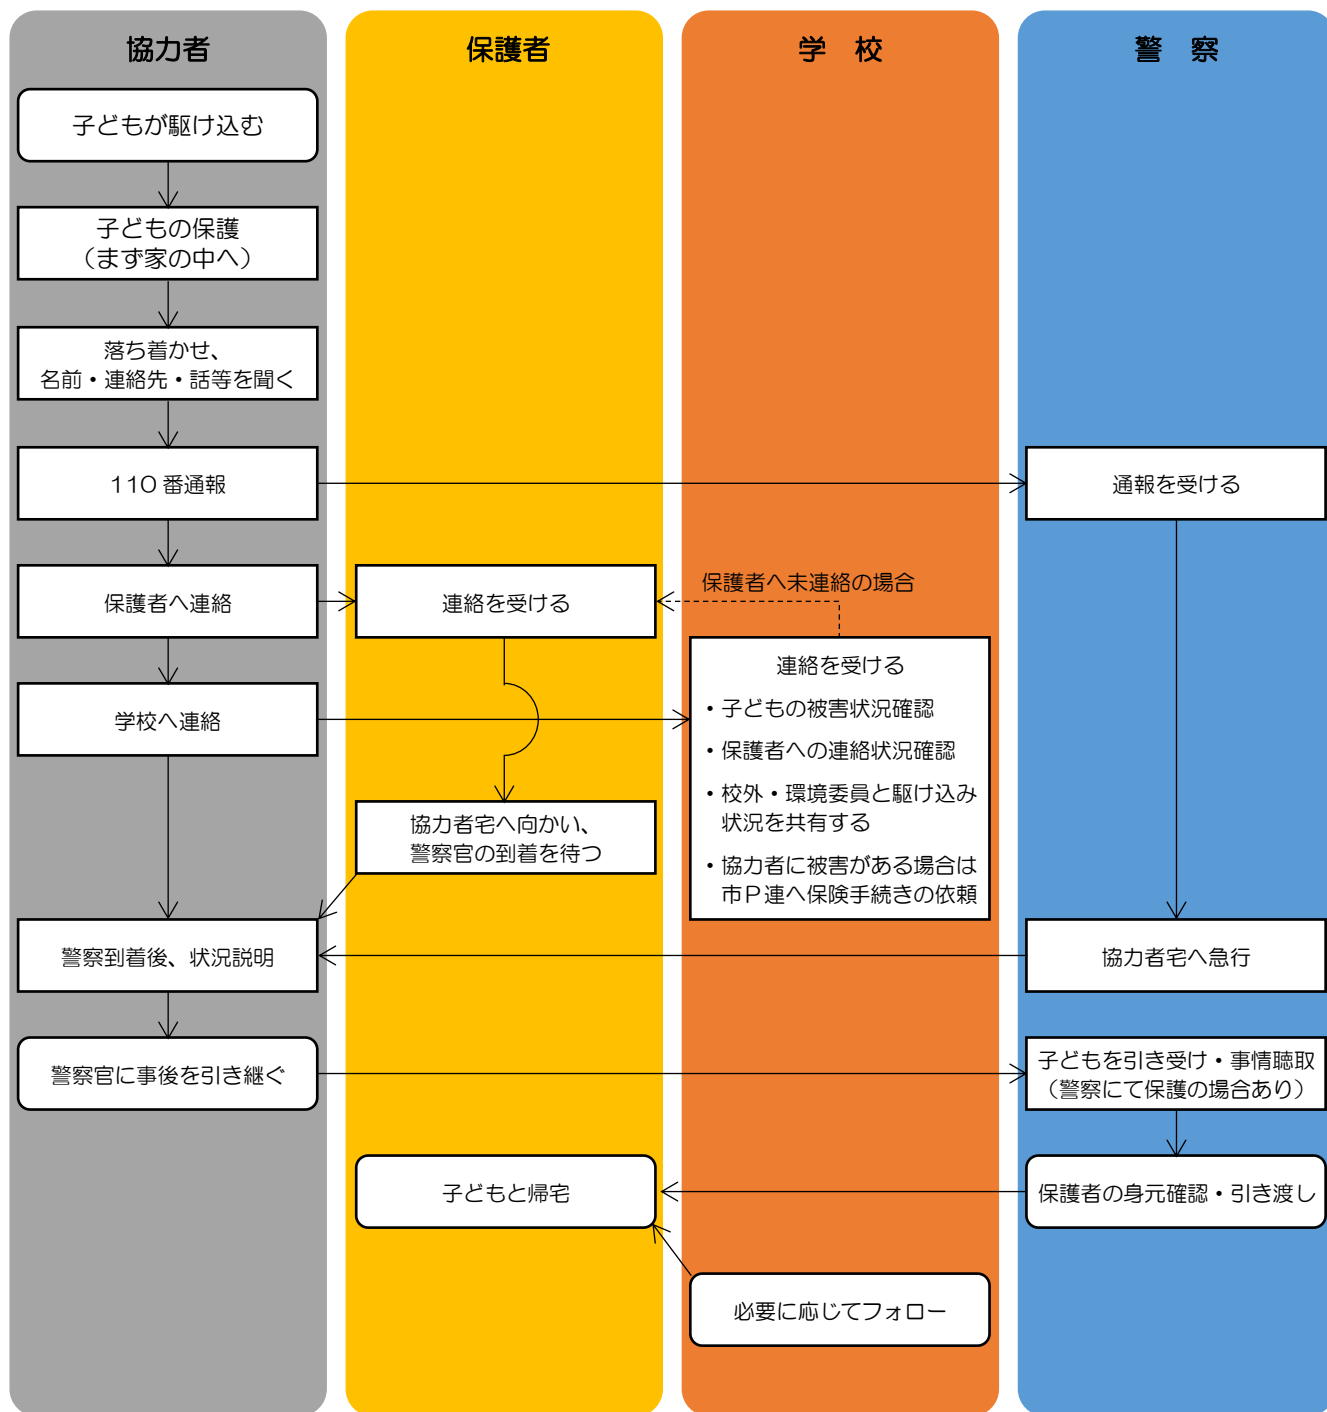 協力者
保護者
学　校
警　察
子どもが駆け込む
子どもの保護
（まず家の中へ）
落ち着かせ、
名前・連絡先・話等を聞く
110番通報
通報を受ける
保護者へ連絡
連絡を受ける
保護者へ未連絡の場合
学校へ連絡
連絡を受ける
・子どもの被害状況確認
・保護者への連絡状況確認
・校外・環境委員と駆け込み
状況を共有する
・協力者に被害がある場合は
市P連へ保険手続きの依頼
協力者宅へ向かい、
警察官の到着を待つ
警察到着後、状況説明
協力者宅へ急行
警察官に事後を引き継ぐ
子どもを引き受け・事情聴取
（警察にて保護の場合あり）
子どもと帰宅
保護者の身元確認・引き渡し
必要に応じてフォロー